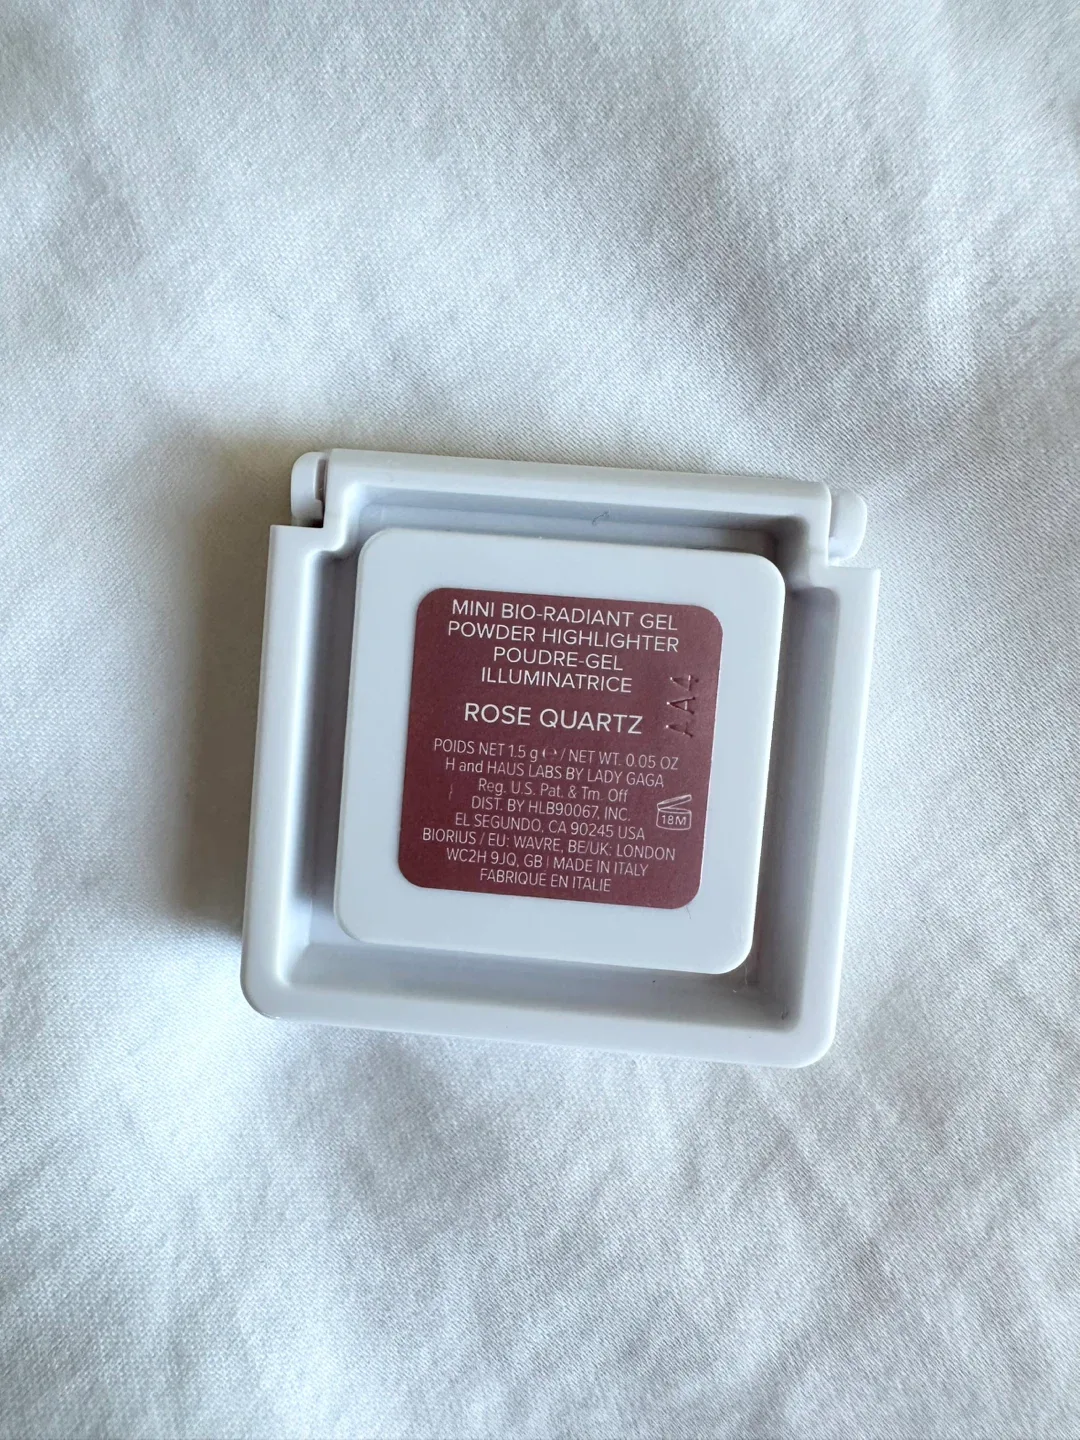 MINI BIO-RADIANT GEL
POWDER HIGHLIGHTER
POUDRE-GEL
ILLUMINATRICE
ROSE QUARTZ
AA4
POIDS NET 1.5 g ℮ / NET WT. 0.05 OZ
H and HAUS LABS BY LADY GAGA
Reg. U.S. Pat. & Tm. Off
DIST. BY HLB90067, INC.
EL SEGUNDO, CA 90245 USA
BIORIUS / EU: WAVRE, BE/UK: LONDON
WC2H 9JQ, GB | MADE IN ITALY
FABRIQUE EN ITALIE
18M